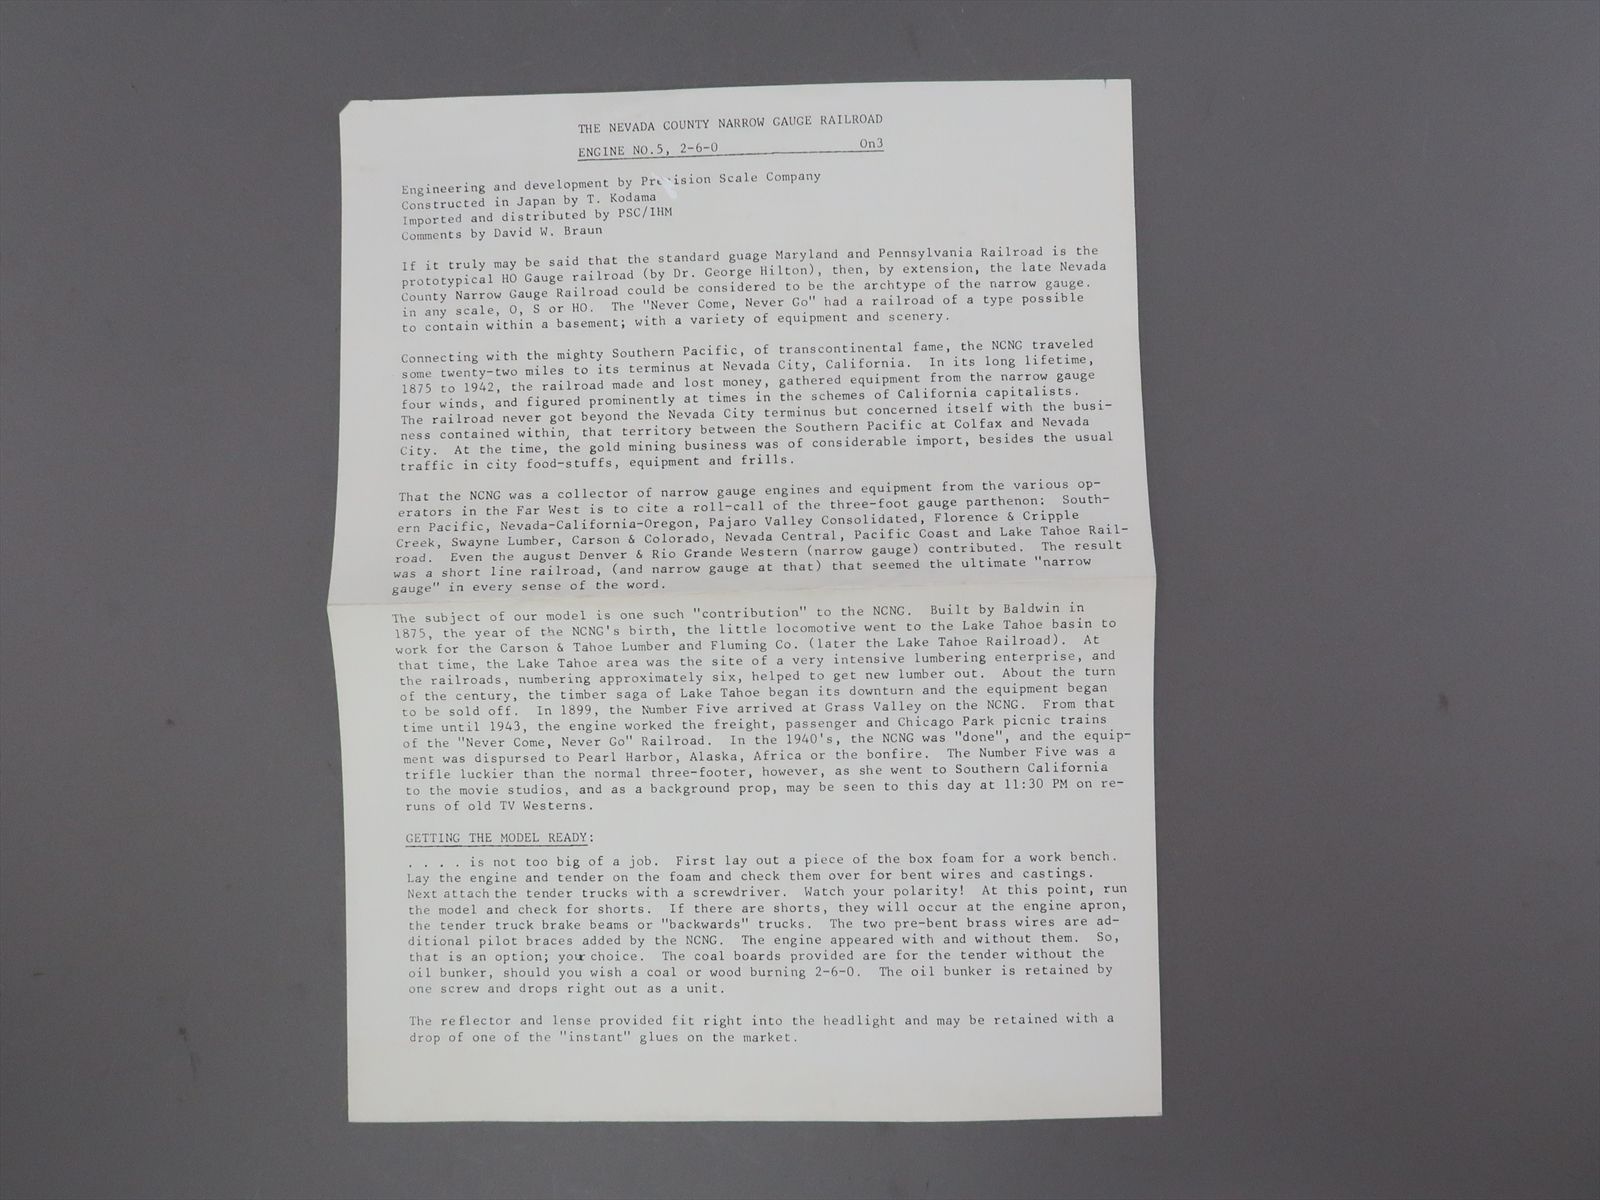 THE NEVADA COUNTY NARROW GAUGE RAILROAD
ENGINE NO.5, 2-6-0 On3
Engineering and development by Precision Scale Company
Constructed in Japan by T. Kodama
Imported and distributed by PSC/IHM
Comments by David W. Braun
If it truly may be said that the standard guage Maryland and Pennsylvania Railroad is the
prototypical HO Gauge railroad (by Dr. George Hilton), then, by extension, the late Nevada
County Narrow Gauge Railroad could be considered to be the archtype of the narrow gauge.
in any scale, O, S or HO. The "Never Come, Never Go" had a railroad of a type possible
to contain within a basement; with a variety of equipment and scenery.
Connecting with the mighty Southern Pacific, of transcontinental fame, the NCNG traveled
some twenty-two miles to its terminus at Nevada City, California. In its long lifetime,
1875 to 1942, the railroad made and lost money, gathered equipment from the narrow gauge
four winds, and figured prominently at times in the schemes of California capitalists.
The railroad never got beyond the Nevada City terminus but concerned itself with the busi-
ness contained within, that territory between the Southern Pacific at Colfax and Nevada
City. At the time, the gold mining business was of considerable import, besides the usual
traffic in city food-stuffs, equipment and frills.
That the NCNG was a collector of narrow gauge engines and equipment from the various op-
erators in the Far West is to cite a roll-call of the three-foot gauge parthenon: South-
ern Pacific, Nevada-California-Oregon, Pajaro Valley Consolidated, Florence & Cripple
Creek, Swayne Lumber, Carson & Colorado, Nevada Central, Pacific Coast and Lake Tahoe Rail-
road. Even the august Denver & Rio Grande Western (narrow gauge) contributed. The result
was a short line railroad, (and narrow gauge at that) that seemed the ultimate "narrow
gauge" in every sense of the word.
The subject of our model is one such "contribution" to the NCNG. Built by Baldwin in
1875, the year of the NCNG's birth, the little locomotive went to the Lake Tahoe basin to
work for the Carson & Tahoe Lumber and Fluming Co. (later the Lake Tahoe Railroad). At
that time, the Lake Tahoe area was the site of a very intensive lumbering enterprise, and
the railroads, numbering approximately six, helped to get new lumber out. About the turn
of the century, the timber saga of Lake Tahoe began its downturn and the equipment began
to be sold off. In 1899, the Number Five arrived at Grass Valley on the NCNG. From that
time until 1943, the engine worked the freight, passenger and Chicago Park picnic trains
of the "Never Come, Never Go" Railroad. In the 1940's, the NCNG was "done", and the equip-
ment was dispursed to Pearl Harbor, Alaska, Africa or the bonfire. The Number Five was a
trifle luckier than the normal three-footer, however, as she went to Southern California
to the movie studios, and as a background prop, may be seen to this day at 11:30 PM on re-
runs of old TV Westerns.
GETTING THE MODEL READY:
. . . . is not too big of a job. First lay out a piece of the box foam for a work bench.
Lay the engine and tender on the foam and check them over for bent wires and castings.
Next attach the tender trucks with a screwdriver. Watch your polarity! At this point, run
the model and check for shorts. If there are shorts, they will occur at the engine apron,
the tender truck brake beams or "backwards" trucks. The two pre-bent brass wires are ad-
ditional pilot braces added by the NCNG. The engine appeared with and without them. So,
that is an option; your choice. The coal boards provided are for the tender without the
oil bunker, should you wish a coal or wood burning 2-6-0. The oil bunker is retained by
one screw and drops right out as a unit.
The reflector and lense provided fit right into the headlight and may be retained with a
drop of one of the "instant" glues on the market.